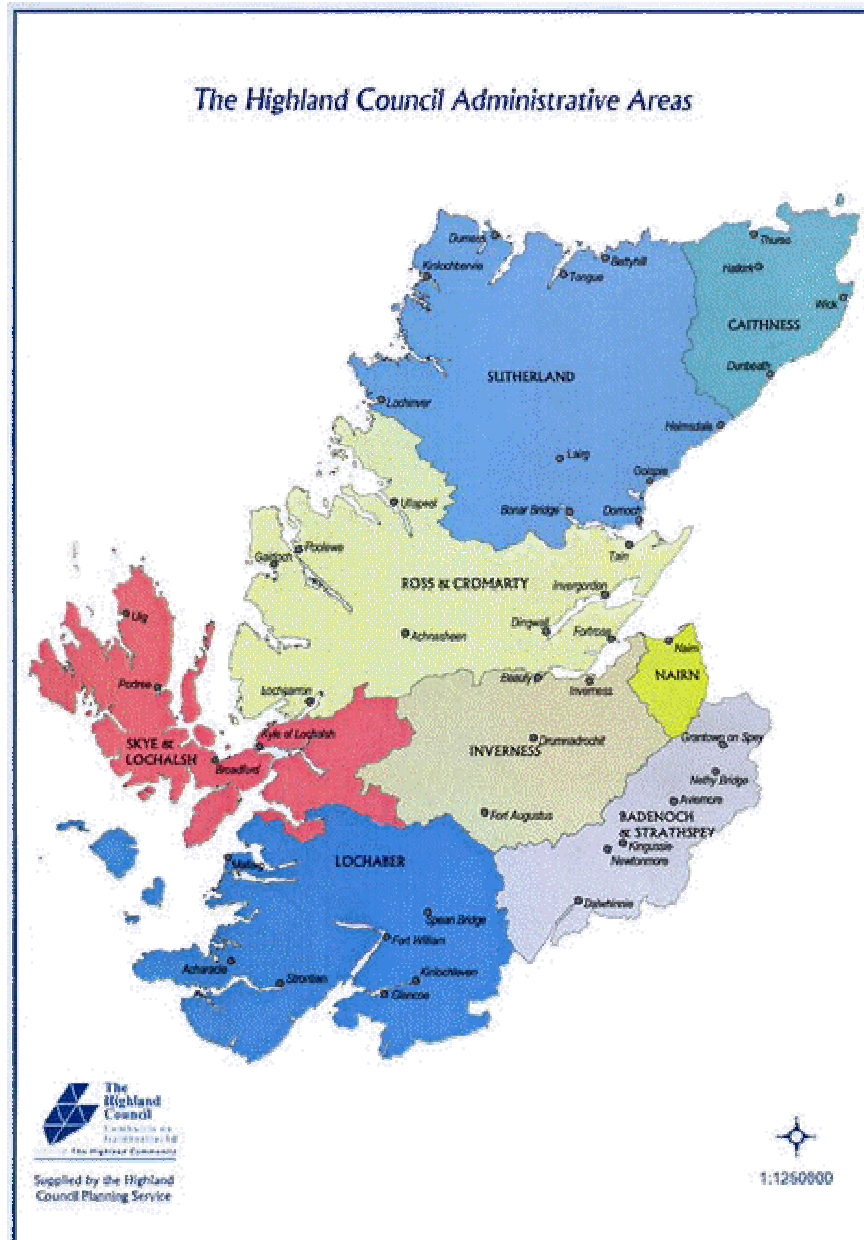 The Highland Council Administrative Areas
Durness
Thurso
Bettyhill
Kinlochbervie
Tongue
Halkirk
Wick
CAITHNESS
SUTHERLAND
Dunbeath
Lochinver
Helmsdale
Lairg
Golspie
Ullapool
Bonar Bridge
Dornoch
Poolewe
Tain
Gairloch
ROSS & CROMARTY
Invergordon
Uig
Dingwall
Achnasheen
Fortrose
Nairn
Beauly
NAIRN
Portree
Inverness
Lochcarron
Kyle of Lochalsh
Drumnadrochit
SKYE &
LOCHALSH
INVERNESS
Grantown on Spey
Broadford
Nethy Bridge
Aviemore
Fort Augustus
BADENOCH
& STRATHSPEY
Kingussie
Newtonmore
Mallaig
LOCHABER
Dalwhinnie
Spean Bridge
Fort William
Acharacle
Strontian
Kinlochleven
Glencoe
The
Highland
Council
Supplied by the Highland
Council Planning Service
1:1250000